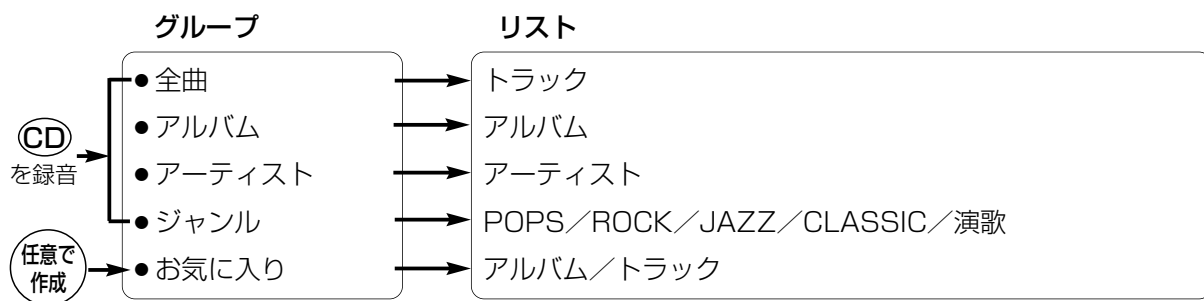 グループ リスト
●全曲 トラック
●アルバム アルバム
CD
を録音
●アーティスト アーティスト
●ジャンル POPS／ROCK／JAZZ／CLASSIC／演歌
任意で
作成
●お気に入り アルバム／トラック